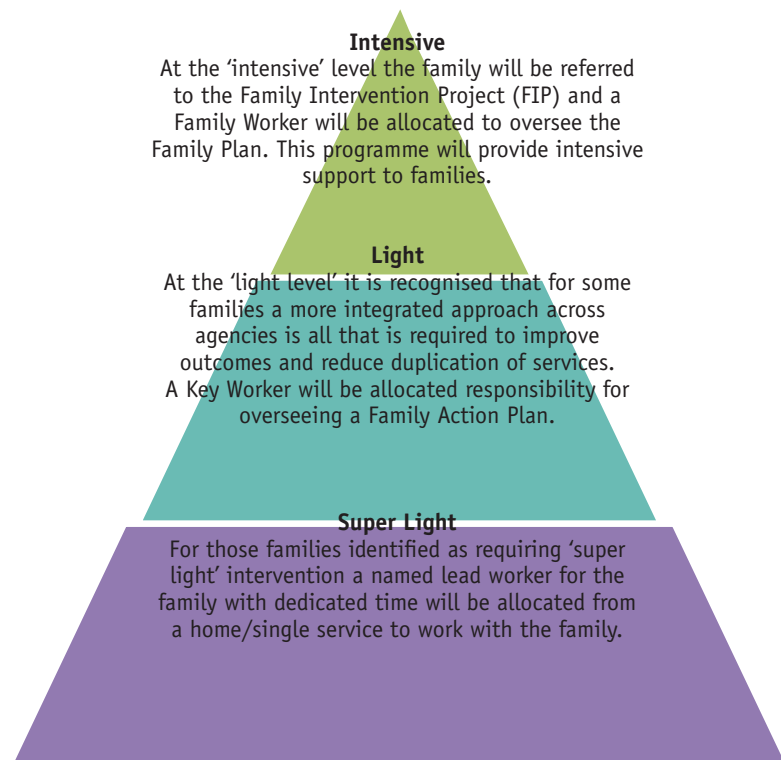 Intensive
At the ‘intensive’ level the family will be referred
to the Family Intervention Project (FIP) and a
Family Worker will be allocated to oversee the
Family Plan. This programme will provide intensive
support to families.
Light
At the ‘light level’ it is recognised that for some
families a more integrated approach across
agencies is all that is required to improve
outcomes and reduce duplication of services.
A Key Worker will be allocated responsibility for
overseeing a Family Action Plan.
Super Light
For those families identified as requiring ‘super
light’ intervention a named lead worker for the
family with dedicated time will be allocated from
a home/single service to work with the family.